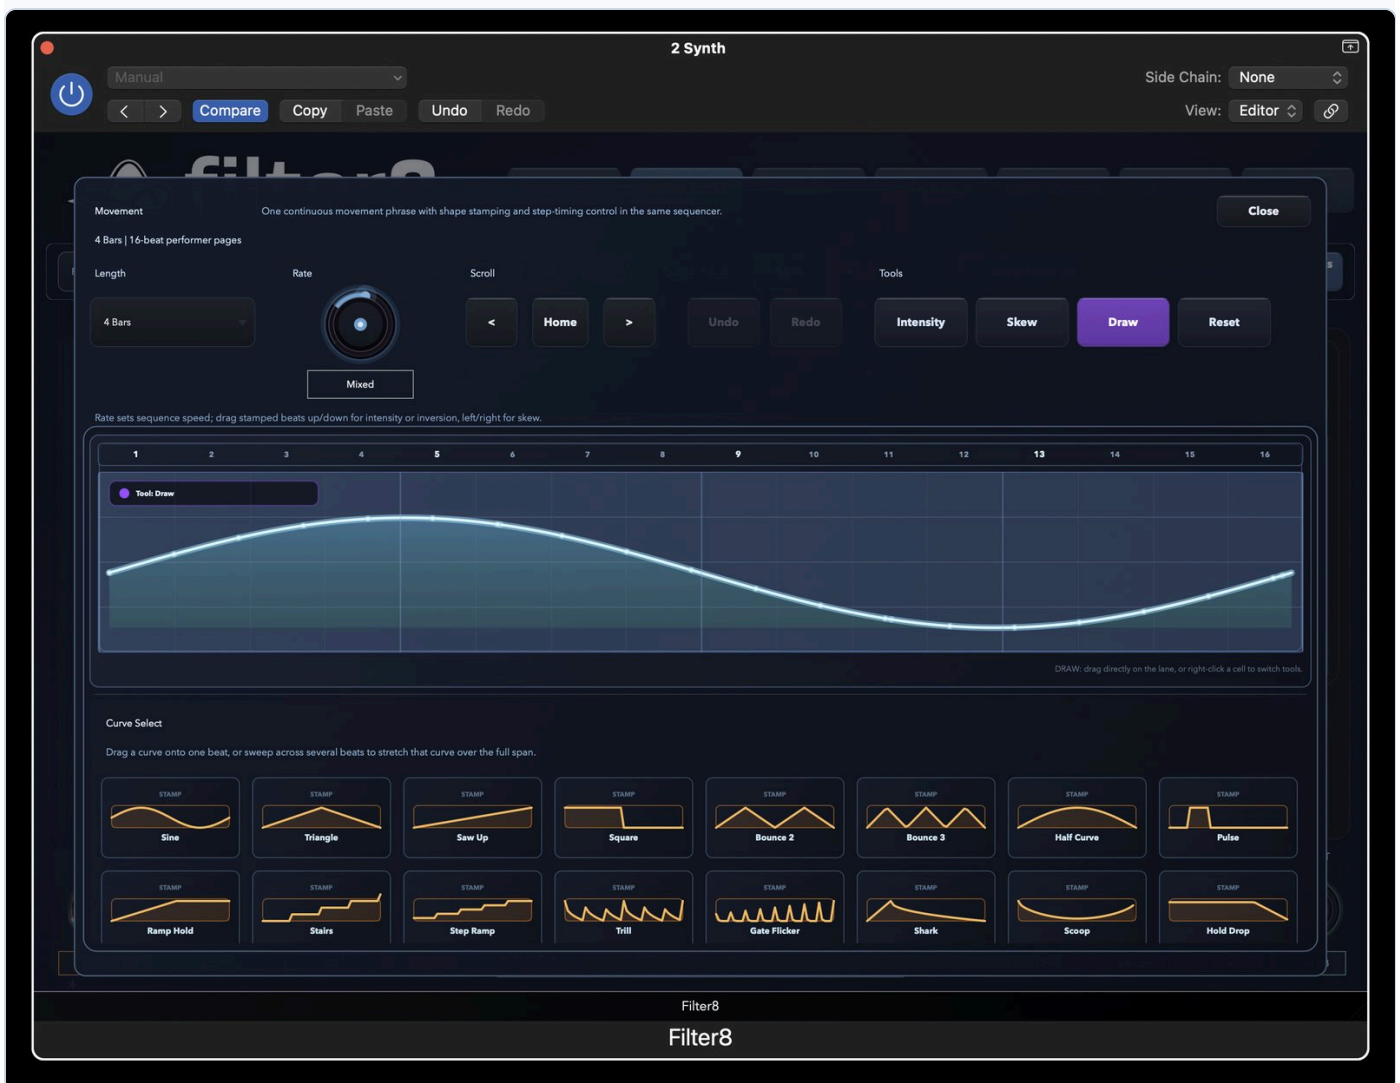 2 Synth
Manual
Side Chain: None
< > Compare Copy Paste Undo Redo
View: Editor
filter8
Movement
One continuous movement phrase with shape stamping and step-timing control in the same sequencer.
Close
4 Bars | 16-beat performer pages
Length
Rate
Scroll
Tools
4 Bars
< Home >
Undo
Redo
Intensity
Skew
Draw
Reset
Mixed
Rate sets sequence speed; drag stamped beats up/down for intensity or inversion, left/right for skew.
1 2 3 4 5 6 7 8 9 10 11 12 13 14 15 16
Tool: Draw
DRAW: drag directly on the lane, or right-click a cell to switch tools.
Curve Select
Drag a curve onto one beat, or sweep across several beats to stretch that curve over the full span.
STAMP STAMP STAMP STAMP STAMP STAMP STAMP STAMP
Sine Triangle Saw Up Square Bounce 2 Bounce 3 Half Curve Pulse
STAMP STAMP STAMP STAMP STAMP STAMP STAMP STAMP
Ramp Hold Stairs Step Ramp Trill Gate Flicker Shark Scoop Hold Drop
Filter8
Filter8